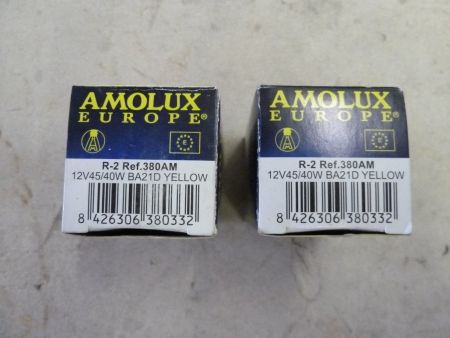 AMOLUX
EUROPE®
E
R-2 Ref.380AM
12V45/40W BA21D YELLOW
8 426306 380332
AMOLUX
EUROPE®
E
R-2 Ref.380AM
12V45/40W BA21D YELLOW
8 426306 380332